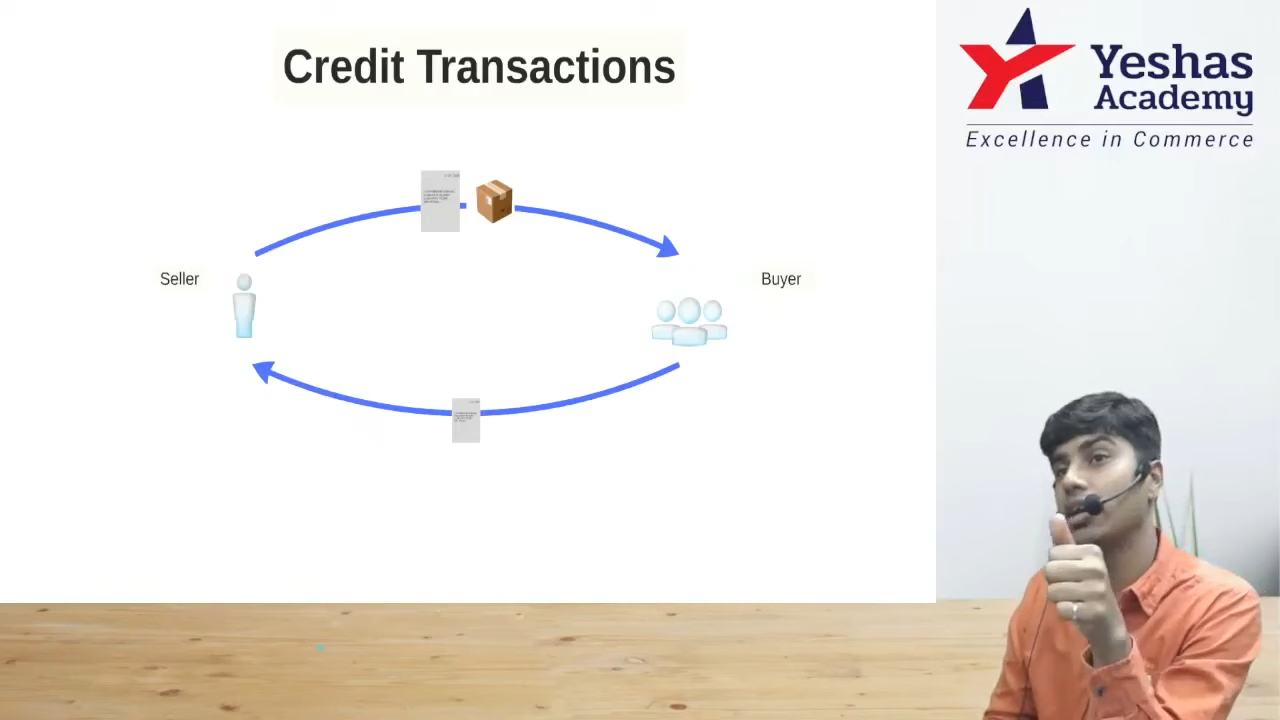 Credit Transactions
Yeshas
Academy
Excellence in Commerce
Seller
Buyer